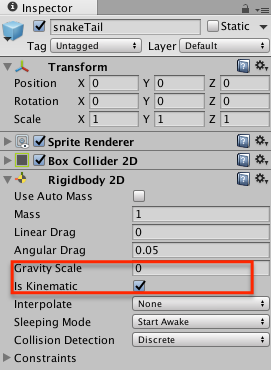 Inspector
snakeTail Static
Tag Untagged Layer Default
Transform
Position X 0 Y 0 Z 0
Rotation X 0 Y 0 Z 0
Scale X 1 Y 1 Z 1
Sprite Renderer
Box Collider 2D
Rigidbody 2D
Use Auto Mass
Mass 1
Linear Drag 0
Angular Drag 0.05
Gravity Scale 0
Is Kinematic
Interpolate None
Sleeping Mode Start Awake
Collision Detection Discrete
Constraints